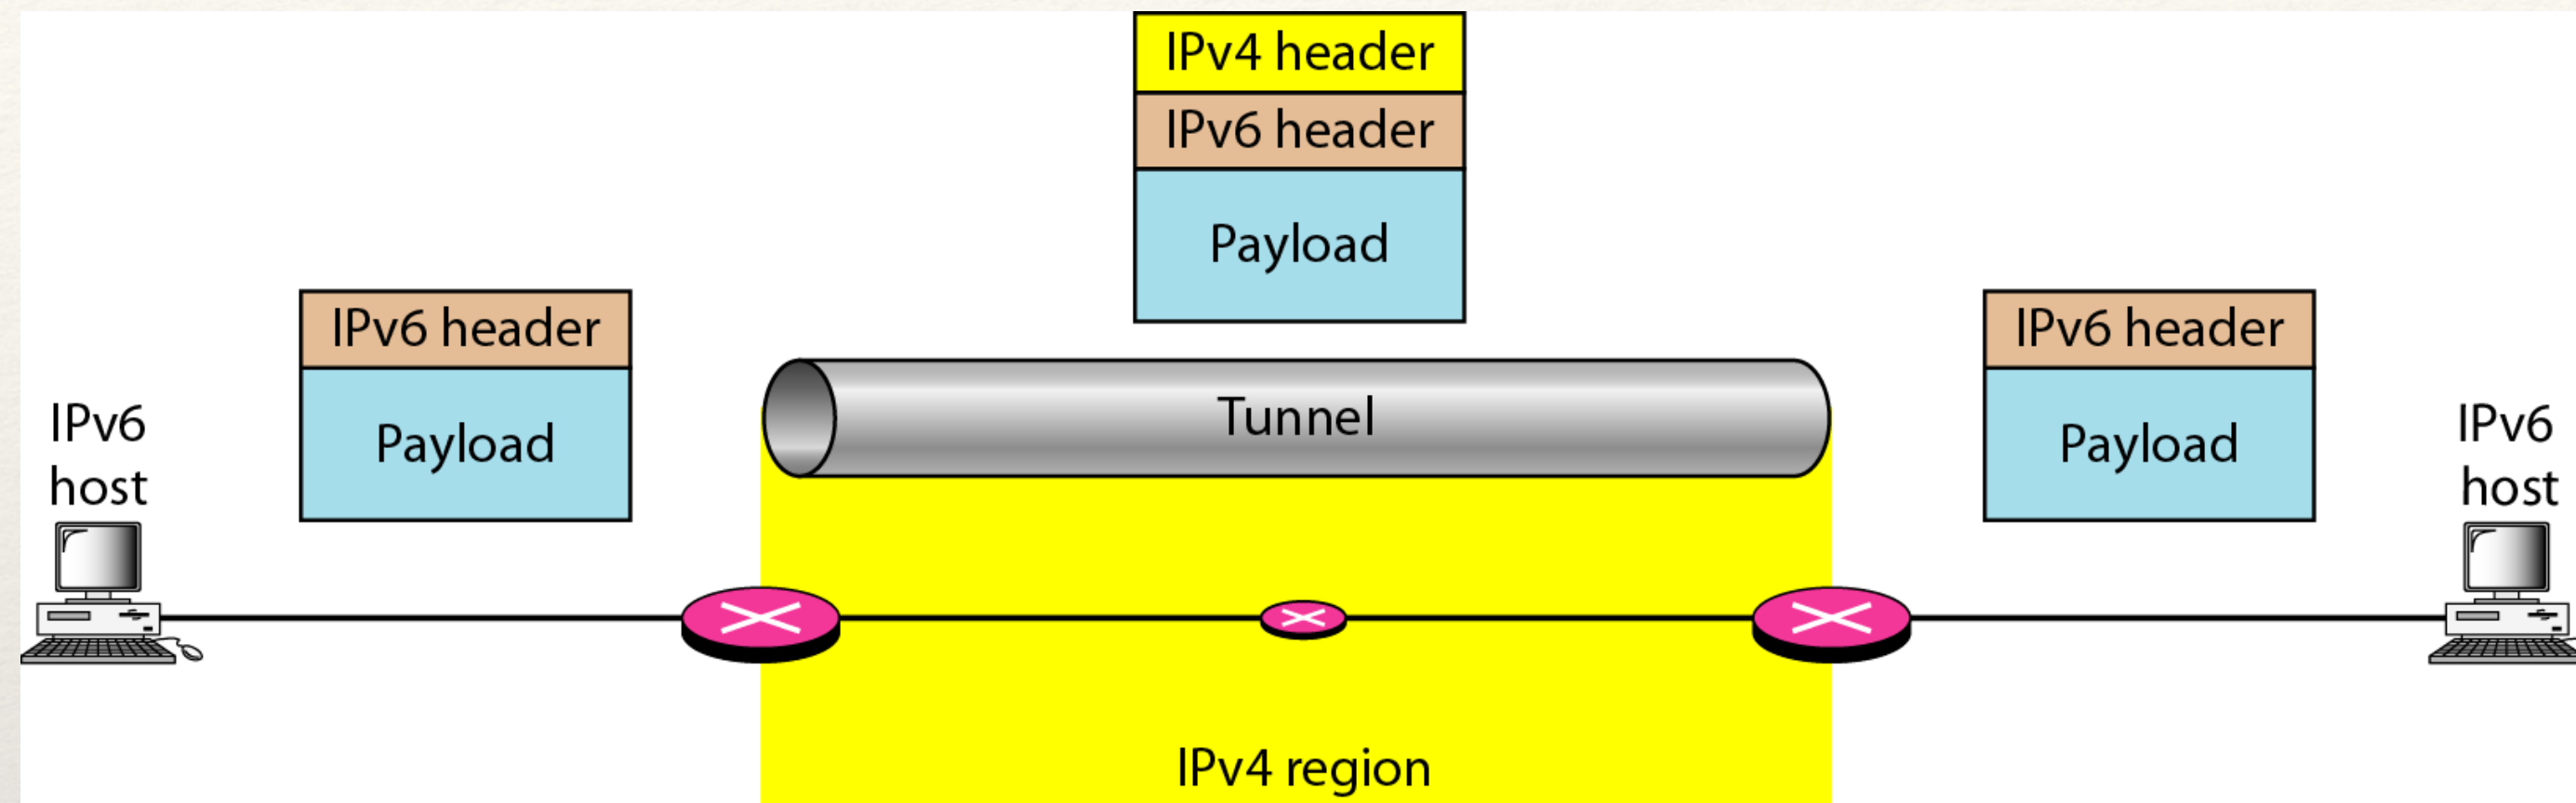 IPv4 header
IPv6 header
Payload
IPv6 header
Payload
IPv6 header
Payload
IPv6
host
Tunnel
IPv6
host
IPv4 region